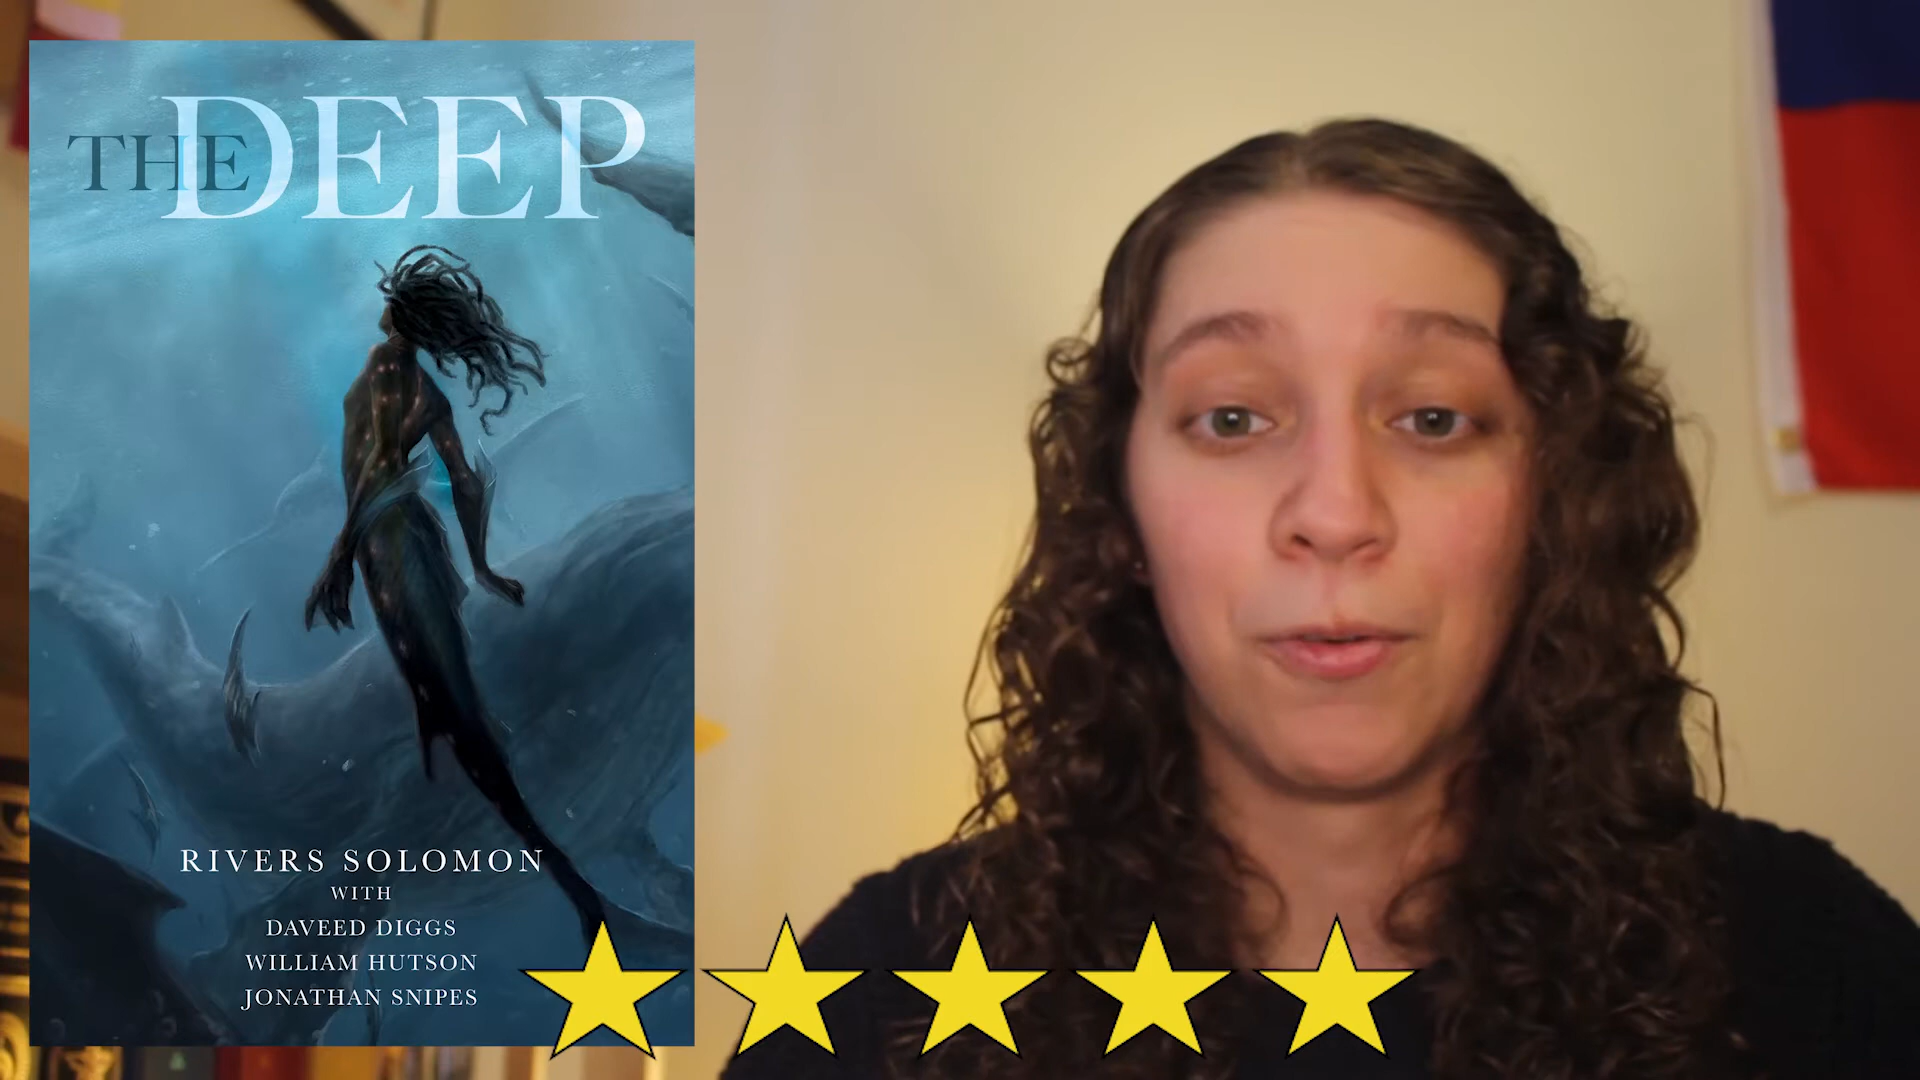 THE DEEP
RIVERS SOLOMON
WITH
DAVEED DIGGS
WILLIAM HUTSON
JONATHAN SNIPES